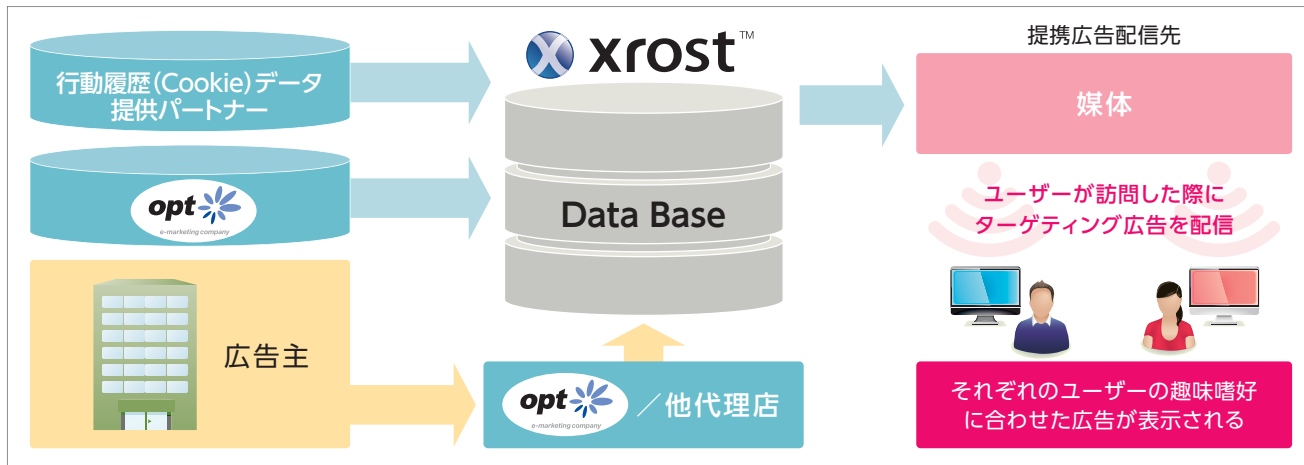 行動履歴(Cookie)データ
提供パートナー
opt
e-marketing company
広告主
xrost™
Data Base
opt
e-marketing company
／他代理店
提携広告配信先
媒体
ユーザーが訪問した際に
ターゲティング広告を配信
それぞれのユーザーの趣味嗜好
に合わせた広告が表示される